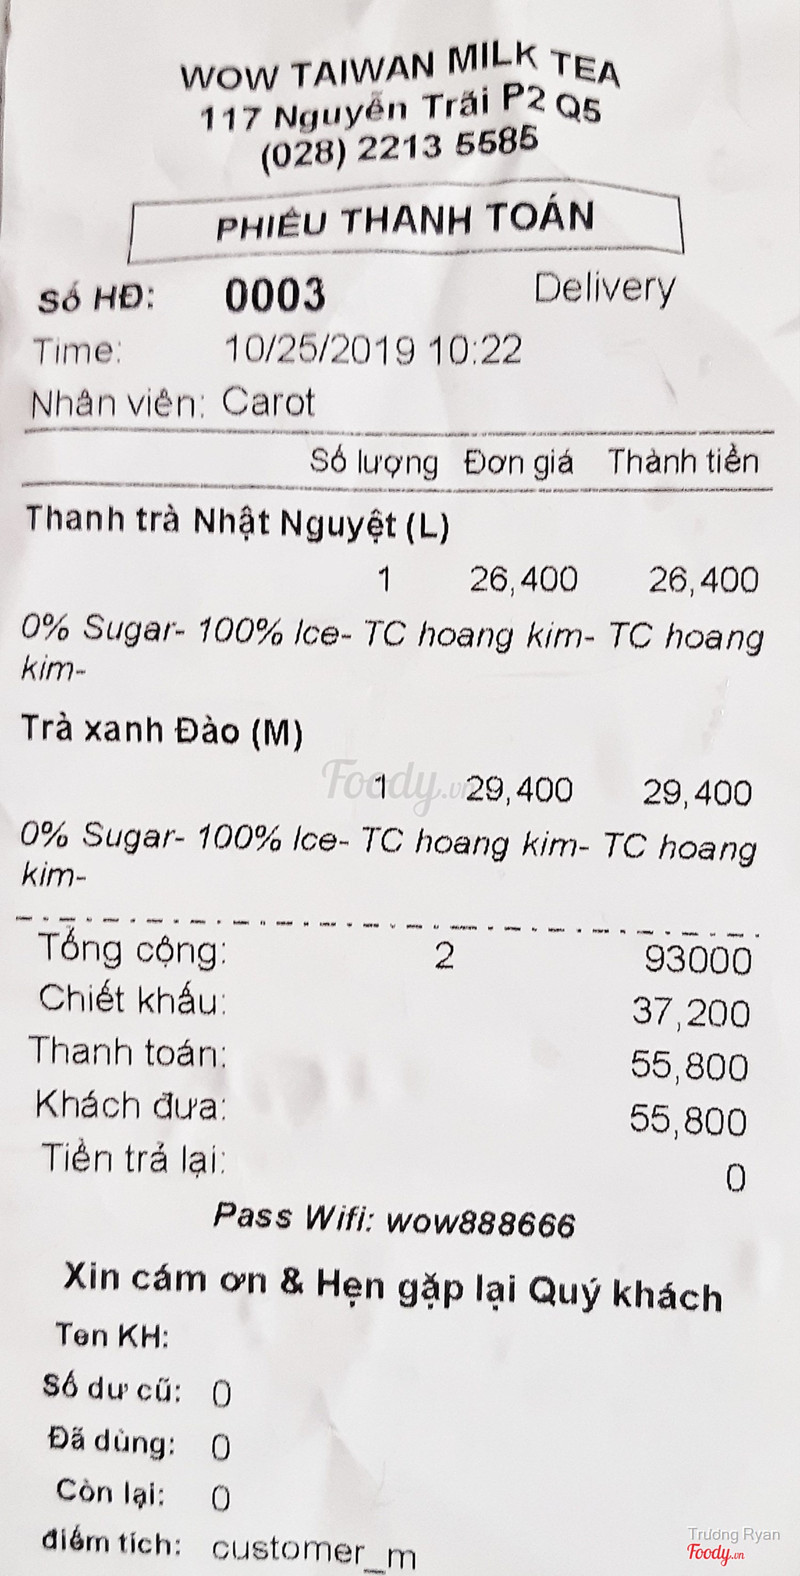 WOW TAIWAN MILK TEA
117 Nguyễn Trãi P2 Q5
(028) 2213 5585
PHIẾU THANH TOÁN
Số HĐ: 0003 Delivery
Time: 10/25/2019 10:22
Nhân viên: Carot
Số lượng Đơn giá Thành tiền
Thanh trà Nhật Nguyệt (L)
1 26,400 26,400
0% Sugar- 100% Ice- TC hoang kim- TC hoang
kim-
Trà xanh Đào (M)
1 29,400 29,400
Foody.vn
0% Sugar- 100% Ice- TC hoang kim- TC hoang
kim-
Tổng cộng: 2 93000
Chiết khấu: 37,200
Thanh toán: 55,800
Khách đưa: 55,800
Tiền trả lại: 0
Pass Wifi: wow888666
Xin cám ơn & Hẹn gặp lại Quý khách
Ten KH:
Số dư cũ: 0
Đã dùng: 0
Còn lại: 0
điểm tích: customer_m
Trương Ryan
Foody.vn